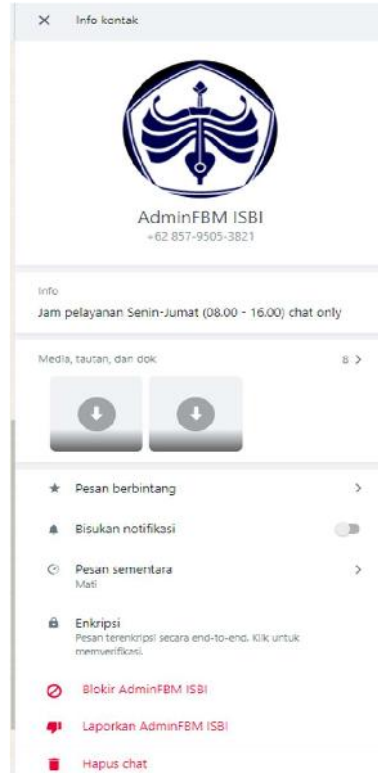 Info kontak
AdminFBM ISBI
+62 857-9505-3821
Info
Jam pelayanan Senin-Jumat (08.00 - 16.00) chat only
Media, tautan, dan dok
8
Pesan berbintang
Bisukan notifikasi
Pesan sementara
Mati
Enkripsi
Pesan terenkripsi secara end-to-end. Klik untuk
memverifikasi.
Blokir AdminFBM ISBI
Laporkan AdminFBM ISBI
Hapus chat